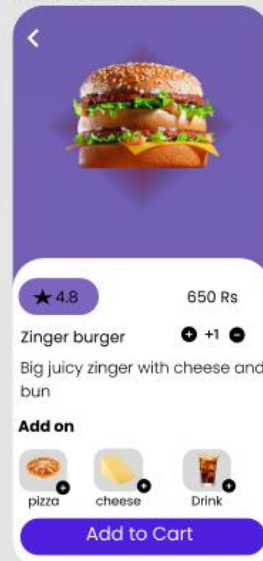 4.8
650 Rs
Zinger burger
+1
Big juicy zinger with cheese and
bun
Add on
pizza
cheese
Drink
Add to Cart